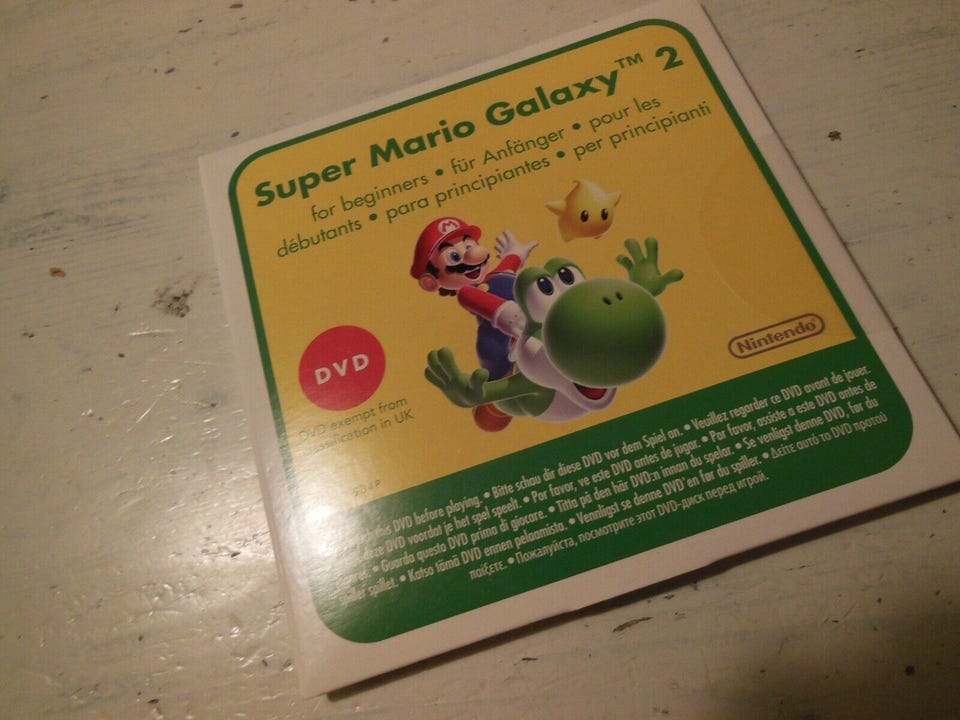 Super Mario Galaxy™ 2
for beginners • für Anfänger • pour les
débutants • para principiantes • per principianti
M
DVD
DVD exempt from
classification in UK
Nintendo
this DVD before playing. • Bitte schau dir diese DVD vor dem Spiel an. • Veuillez regarder ce DVD avant de jouer.
deze DVD voordat je het spel speelt. • Por favor, ve este DVD antes de jugar. • Por favor, assiste a este DVD antes de
• Guarda questo DVD prima di giocare. • Titta på den här DVD:n innan du spelar. • Se venligst denne DVD, før du
spiller spillet. • Katso tämä DVD ennen pelaamista. • Vennligst se denne DVD' en før du spiller. • Δείτε αυτό το DVD προτού
παίξετε. • Пожалуйста, посмотрите этот DVD-диск перед игрой.